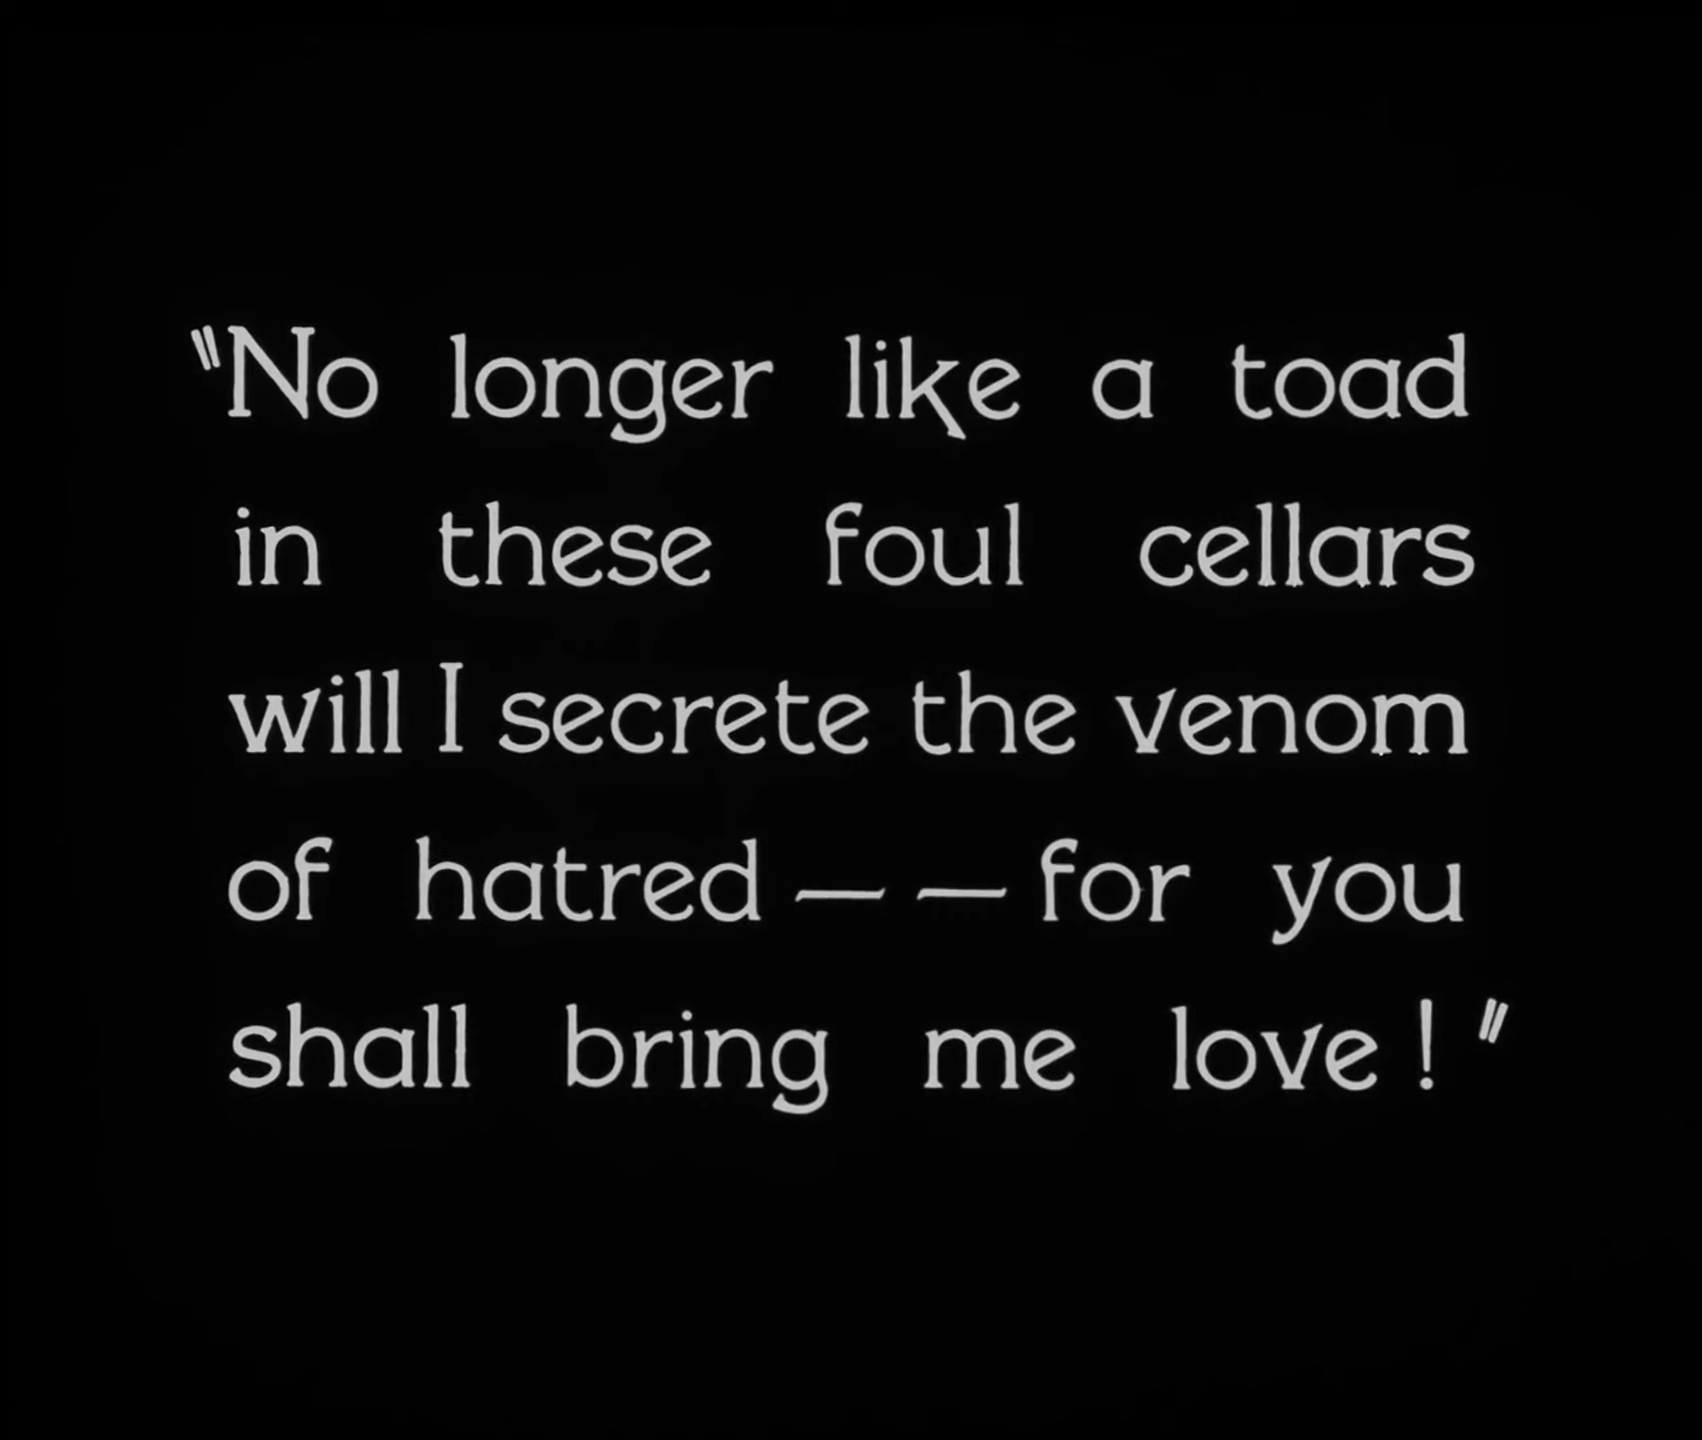 "No longer like a toad
in these foul cellars
will I secrete the venom
of hatred — — for you
shall bring me love ! "